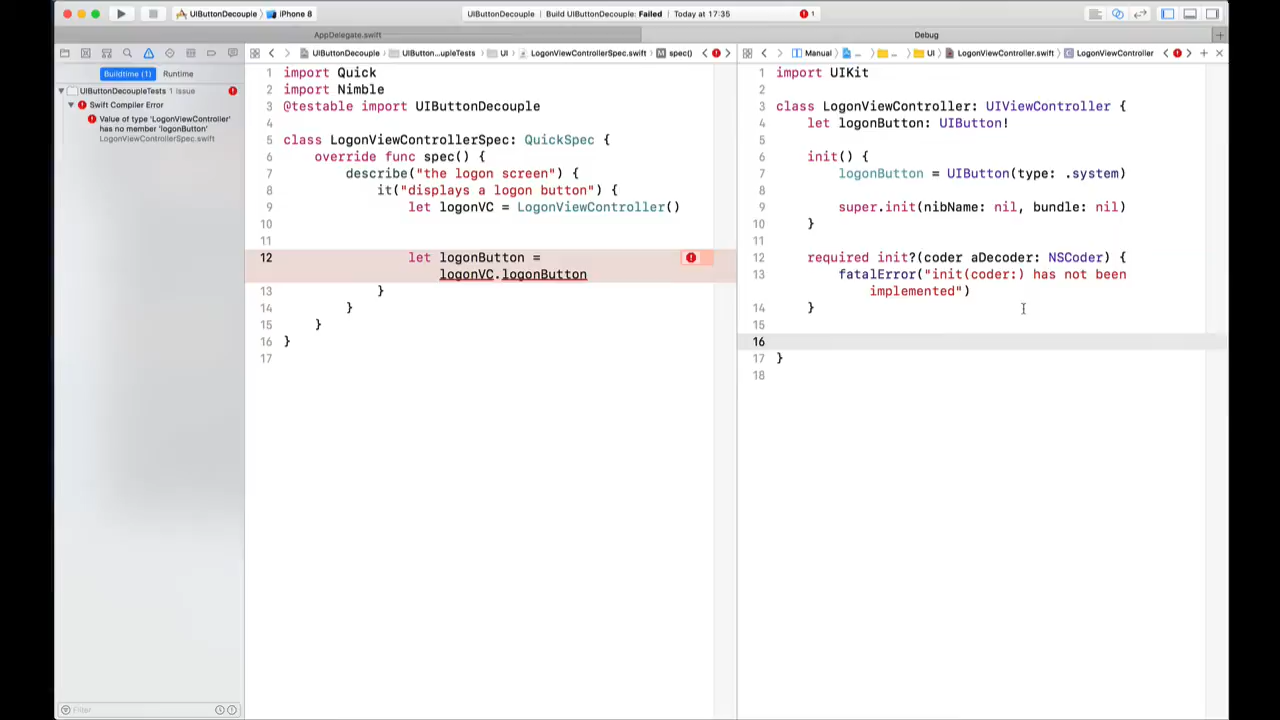 UIButtonDecouple
iPhone 8
UIButtonDecouple | Build UIButtonDecouple: Failed | Today at 17:35
1
AppDelegate.swift
Debug
UIButtonDecouple
UIButton...upleTests
UI
LogonViewControllerSpec.swift
M spec()
Manual
...
...
UI
LogonViewController.swift
C LogonViewController
Buildtime (1)
Runtime
UIButtonDecoupleTests 1 issue
Swift Compiler Error
Value of type 'LogonViewController'
has no member 'logonButton'
LogonViewControllerSpec.swift
1 import Quick
2 import Nimble
3 @testable import UIButtonDecouple
4
5 class LogonViewControllerSpec: QuickSpec {
6 override func spec() {
7 describe("the logon screen") {
8 it("displays a logon button") {
9 let logonVC = LogonViewController()
10
11
12 let logonButton =
logonVC.logonButton
13 }
14 }
15 }
16 }
17
1 import UIKit
2
3 class LogonViewController: UIViewController {
4 let logonButton: UIButton!
5
6 init() {
7 logonButton = UIButton(type: .system)
8
9 super.init(nibName: nil, bundle: nil)
10 }
11
12 required init?(coder aDecoder: NSCoder) {
13 fatalError("init(coder:) has not been
implemented")
14 }
15
16
17 }
18
Filter